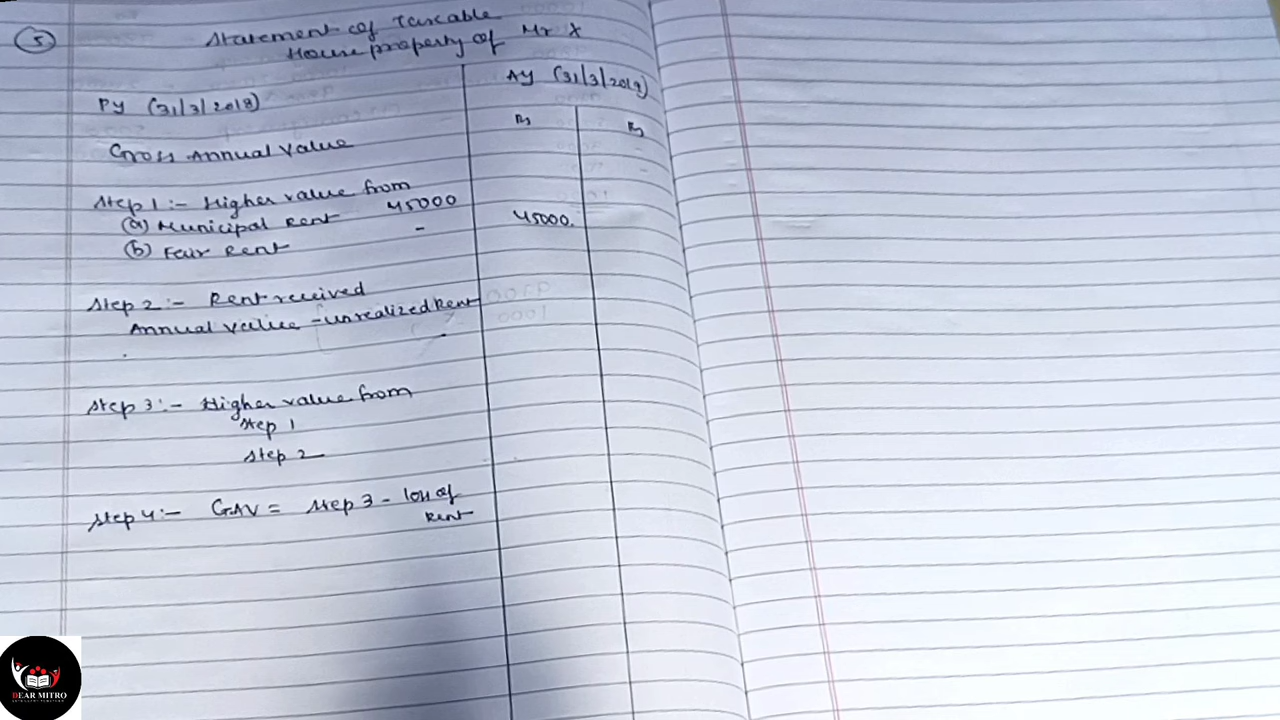 5
Statement of Taxable
House property of Mr X
PY (31/3/2018)
AY (31/3/2019)
Rs
Rs
Gross Annual Value
Step 1:- Higher value from
(a) Municipal Rent 45000
(b) Fair Rent -
45000.
Step 2:- Rent received
Annual value - unrealized Rent
-
Step 3:- Higher value from
Step 1
Step 2
Step 4:- GAV = Step 3 - loss of
Rent
DEAR MITRO